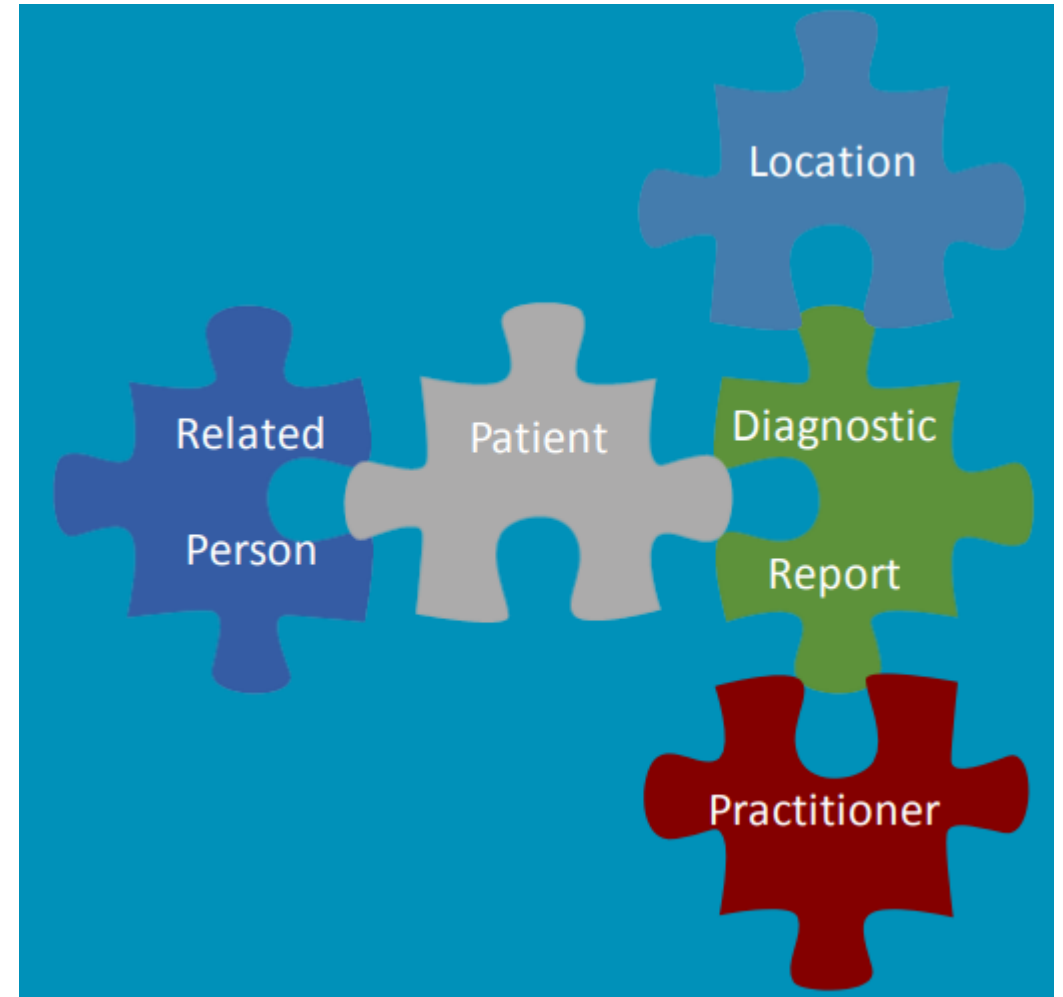 Location
Related
Person
Patient
Diagnostic
Report
Practitioner